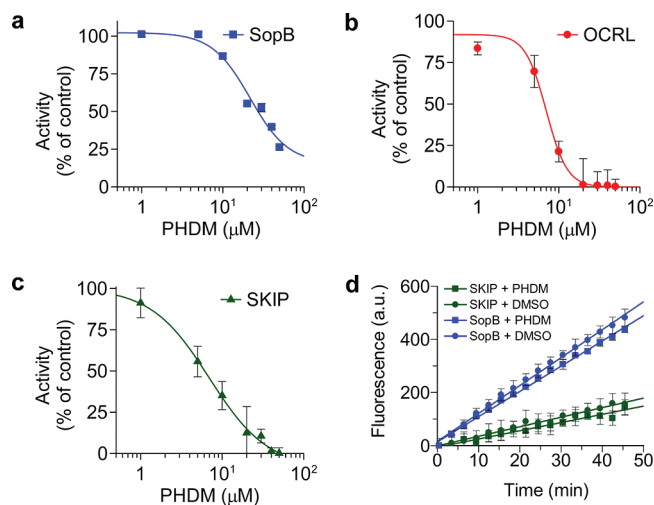 a
SopB
100
75
50
25
0
Activity
(% of control)
1
10¹
10²
PHDM (µM)
b
OCRL
100
75
50
25
0
Activity
(% of control)
1
10¹
10²
PHDM (µM)
c
SKIP
100
75
50
25
0
Activity
(% of control)
1
10¹
10²
PHDM (µM)
d
SKIP + PHDM
SKIP + DMSO
SopB + PHDM
SopB + DMSO
600
400
200
0
Fluorescence (a.u.)
0 10 20 30 40 50
Time (min)